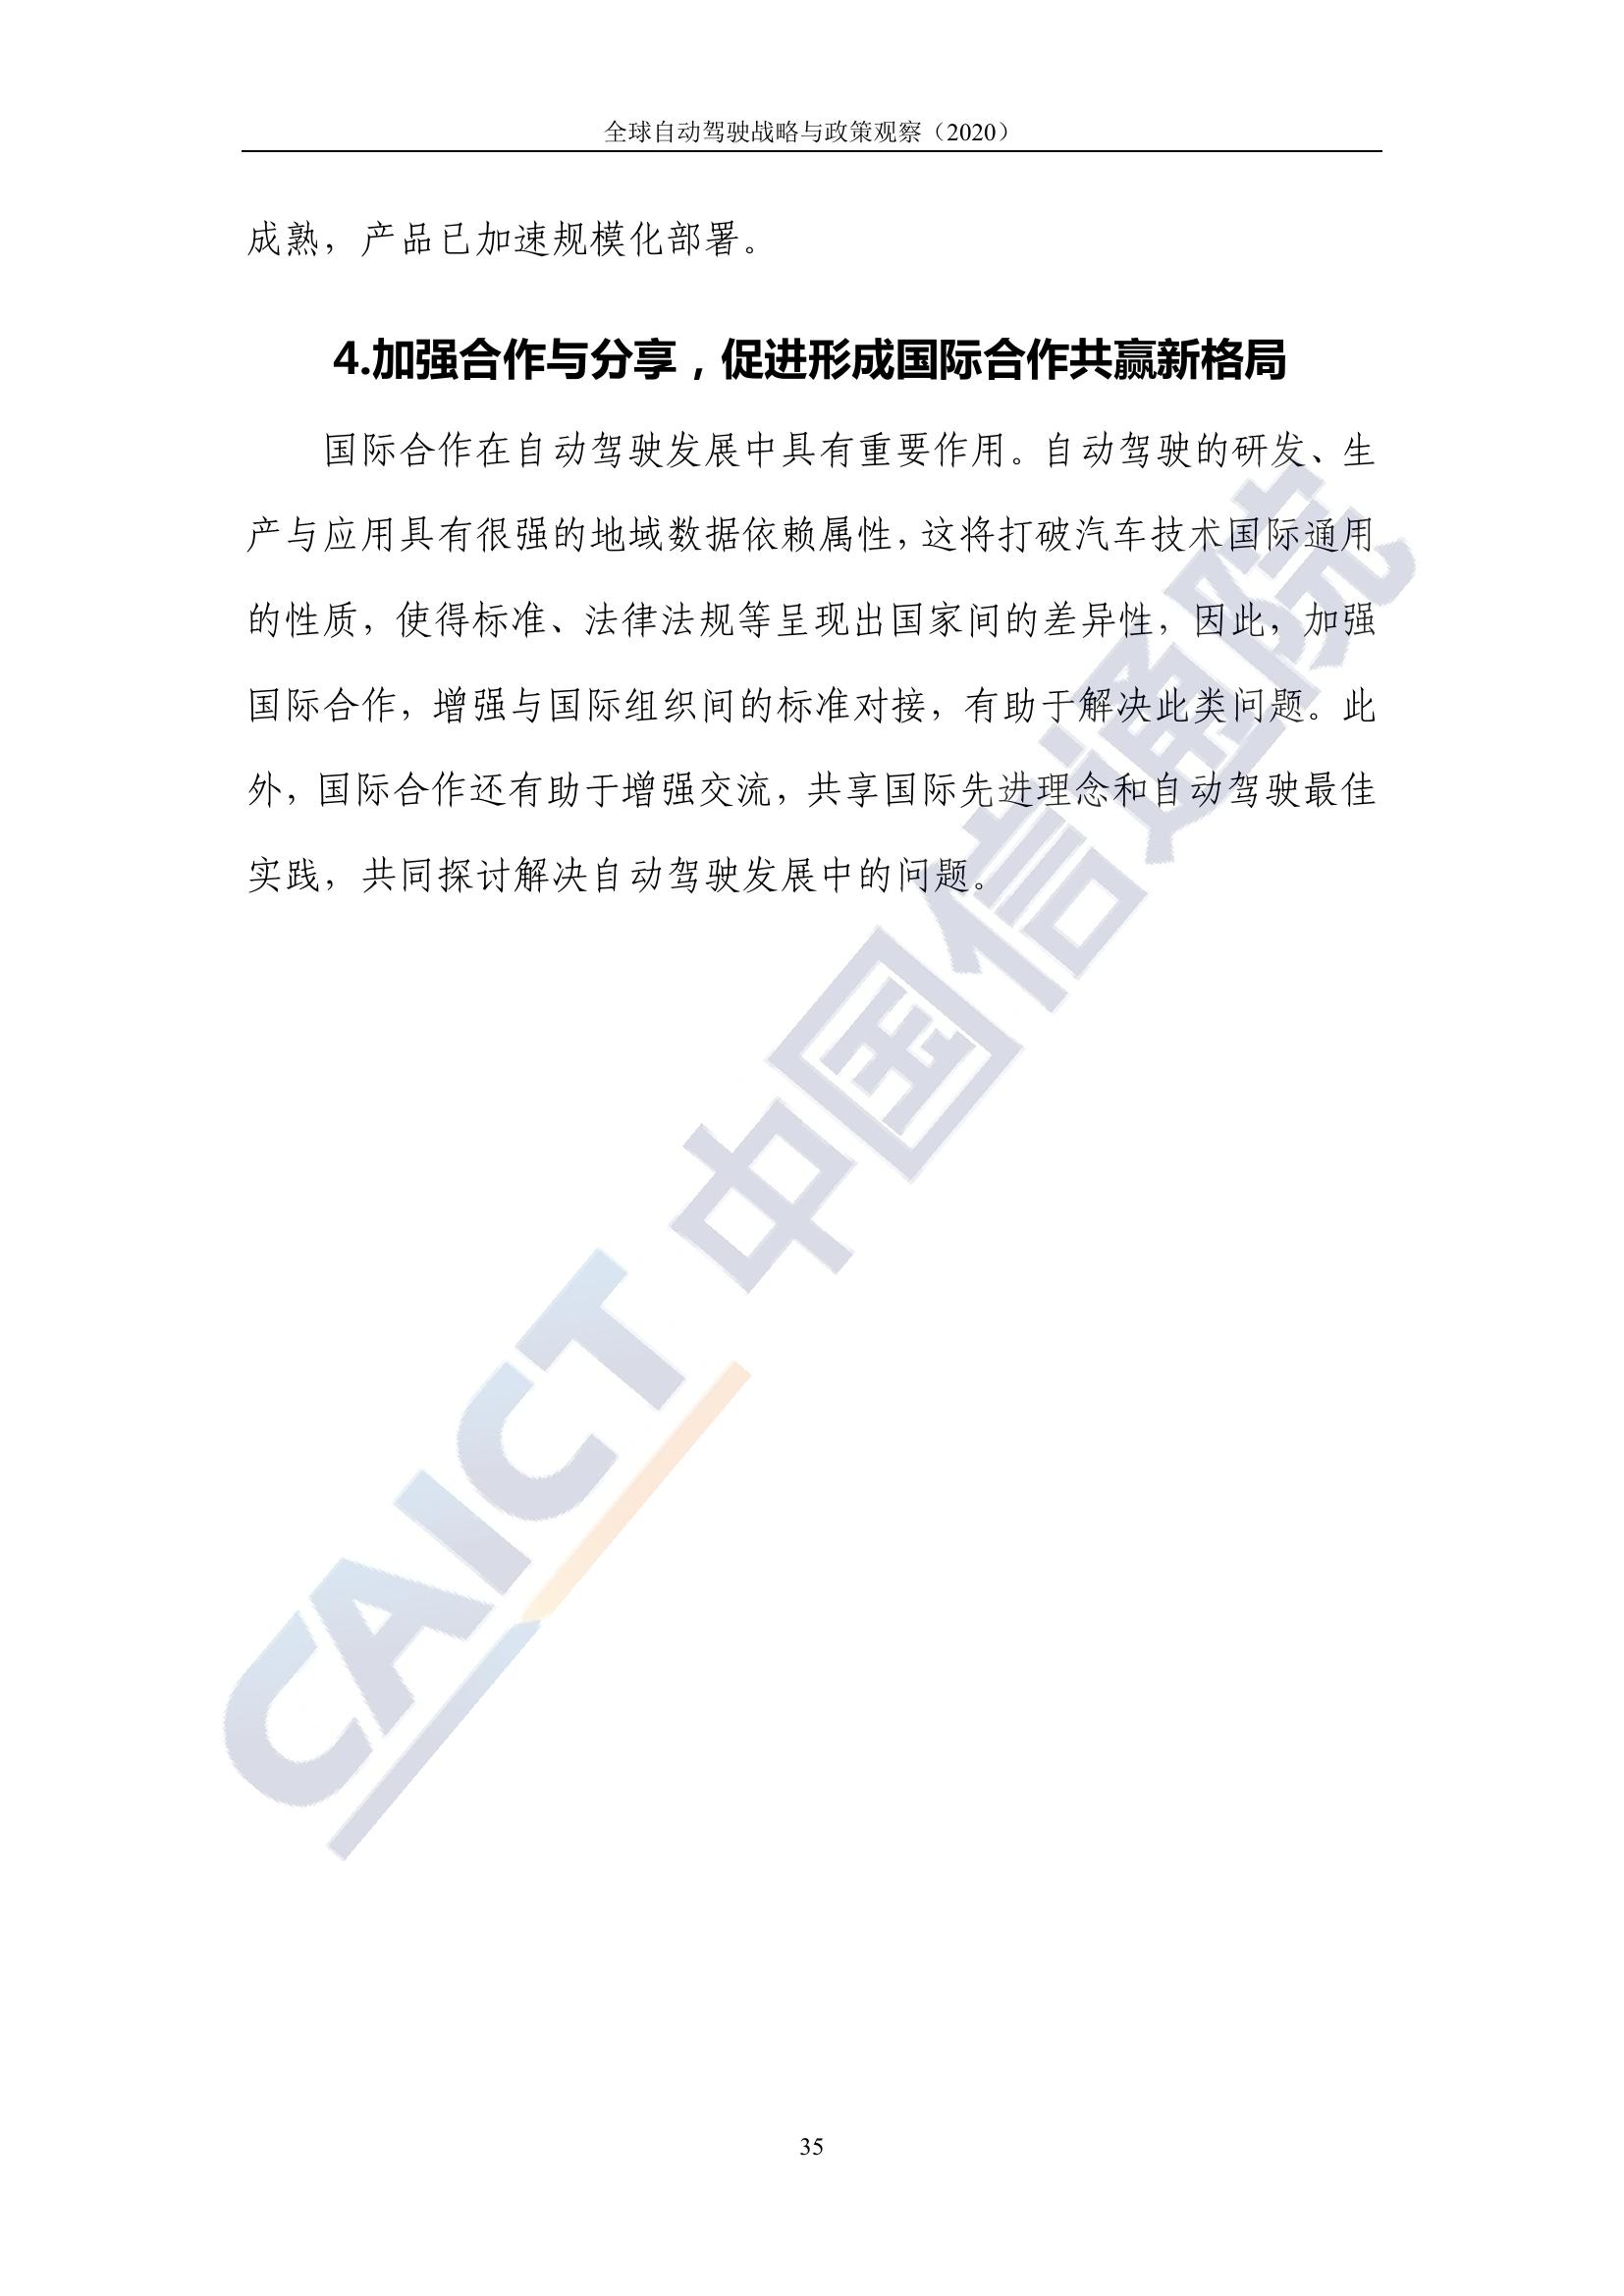 全球自动驾驶战略与政策观察（2020）
成熟，产品已加速规模化部署。
4.加强合作与分享，促进形成国际合作共赢新格局
国际合作在自动驾驶发展中具有重要作用。自动驾驶的研发、生
产与应用具有很强的地域数据依赖属性，这将打破汽车技术国际通用
的性质，使得标准、法律法规等呈现出国家间的差异性，因此，加强
国际合作，增强与国际组织间的标准对接，有助于解决此类问题。此
外，国际合作还有助于增强交流，共享国际先进理念和自动驾驶最佳
实践，共同探讨解决自动驾驶发展中的问题。
CAICT 中国信通院
35